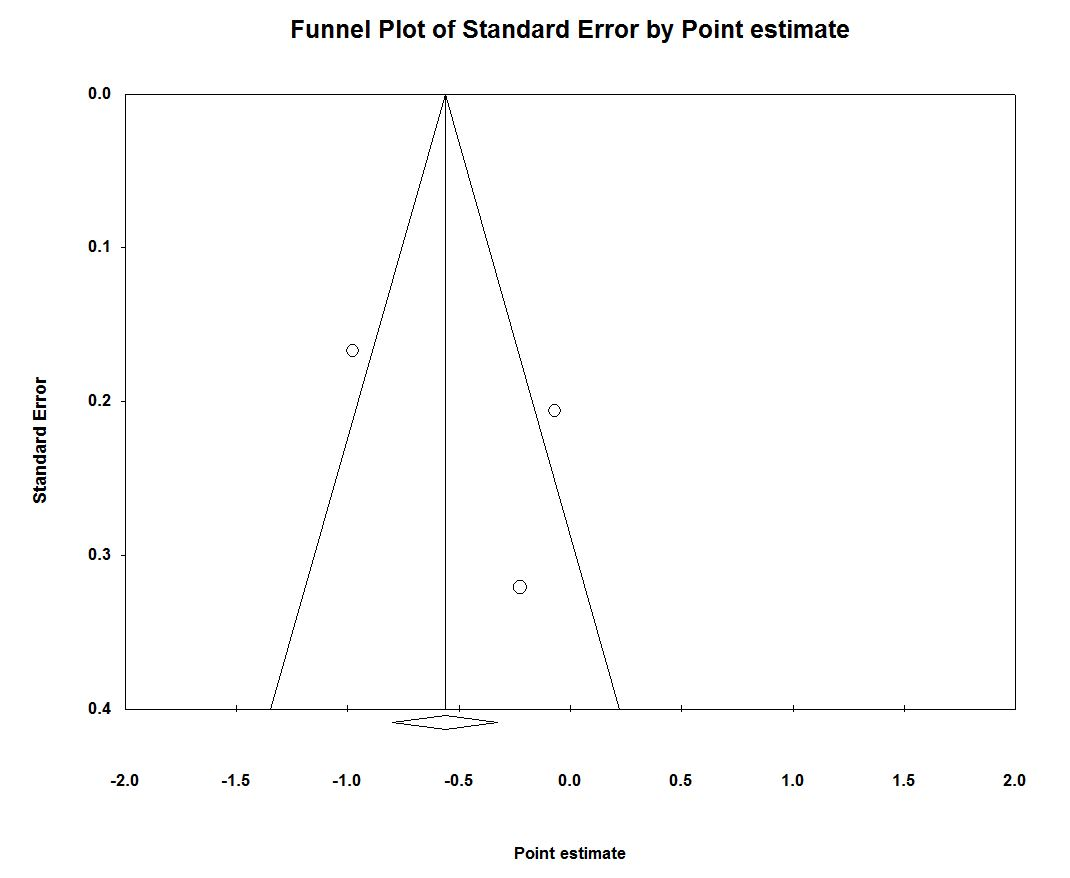 Funnel Plot of Standard Error by Point estimate
0.0
0.1
0.2
0.3
0.4
Standard Error
-2.0 -1.5 -1.0 -0.5 0.0 0.5 1.0 1.5 2.0
Point estimate